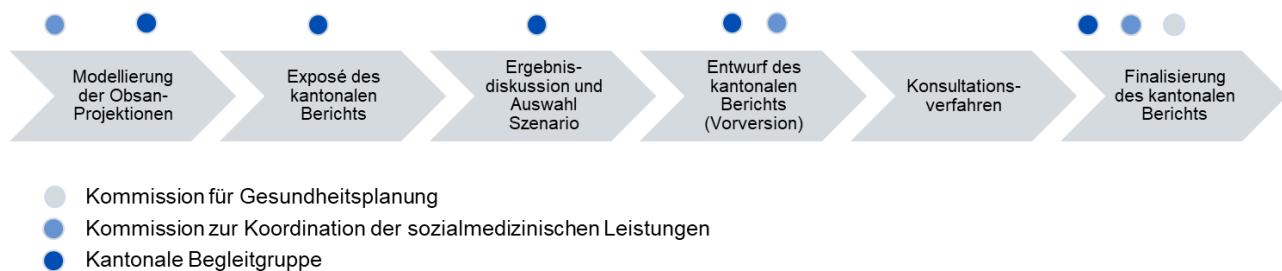 Modellierung
der Obsan-
Projektionen
Exposé des
kantonalen
Berichts
Ergebnis-
diskussion und
Auswahl
Szenario
Entwurf des
kantonalen
Berichts
(Vorversion)
Konsultations-
verfahren
Finalisierung
des kantonalen
Berichts
Kommission für Gesundheitsplanung
Kommission zur Koordination der sozialmedizinischen Leistungen
Kantonale Begleitgruppe